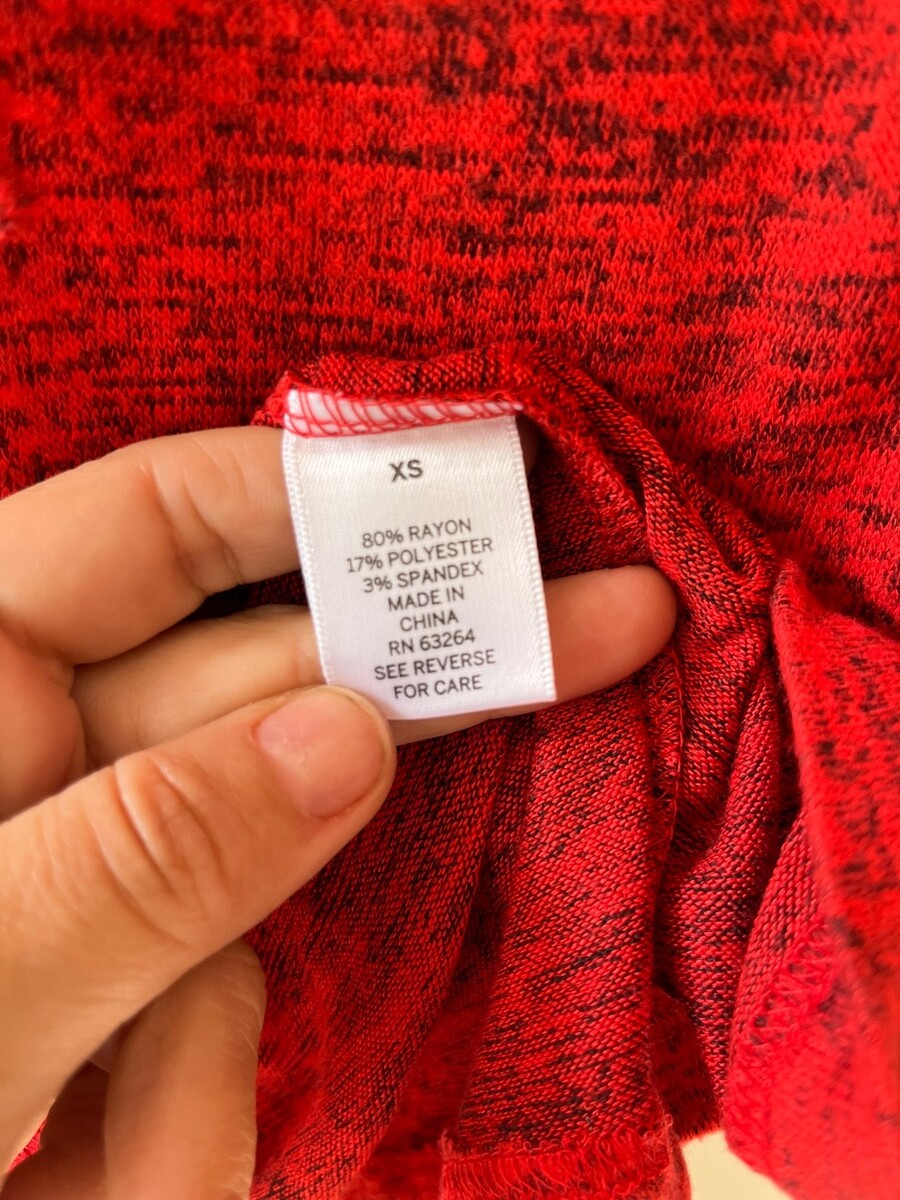 XS
80% RAYON
17% POLYESTER
3% SPANDEX
MADE IN
CHINA
RN 63264
SEE REVERSE
FOR CARE